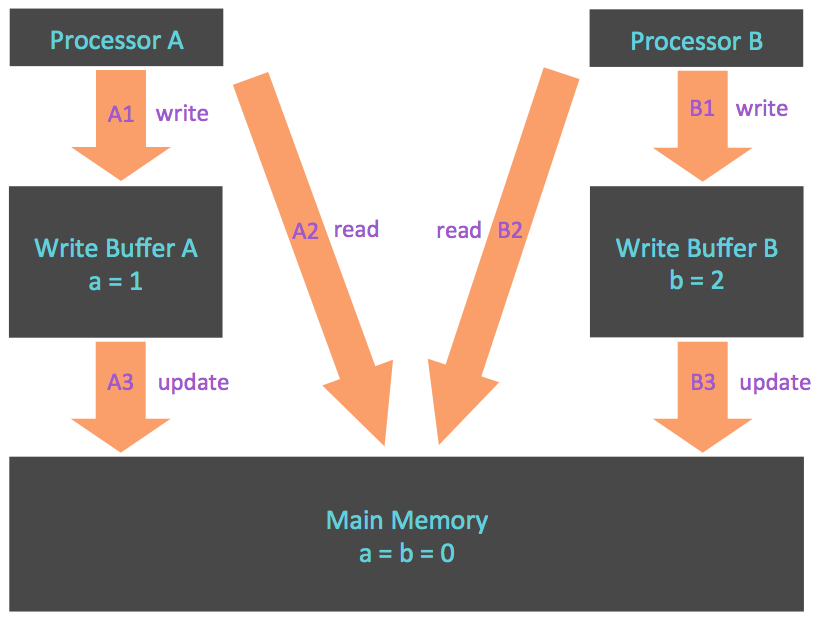 Processor A
Processor B
A1 write
B1 write
A2 read
read B2
Write Buffer A
a = 1
Write Buffer B
b = 2
A3 update
B3 update
Main Memory
a = b = 0